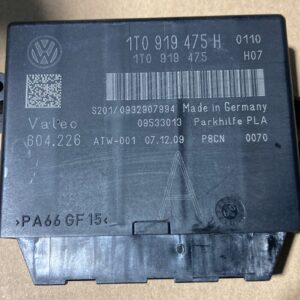 1T0 919 475 H 0110
1T0 919 475 H07
S201/0992907994 Made in Germany
Valeo 09533013 Parkhilfe PLA
604.226 ATW-001 07.12.09 P8CN 0070
>PA66 GF15<